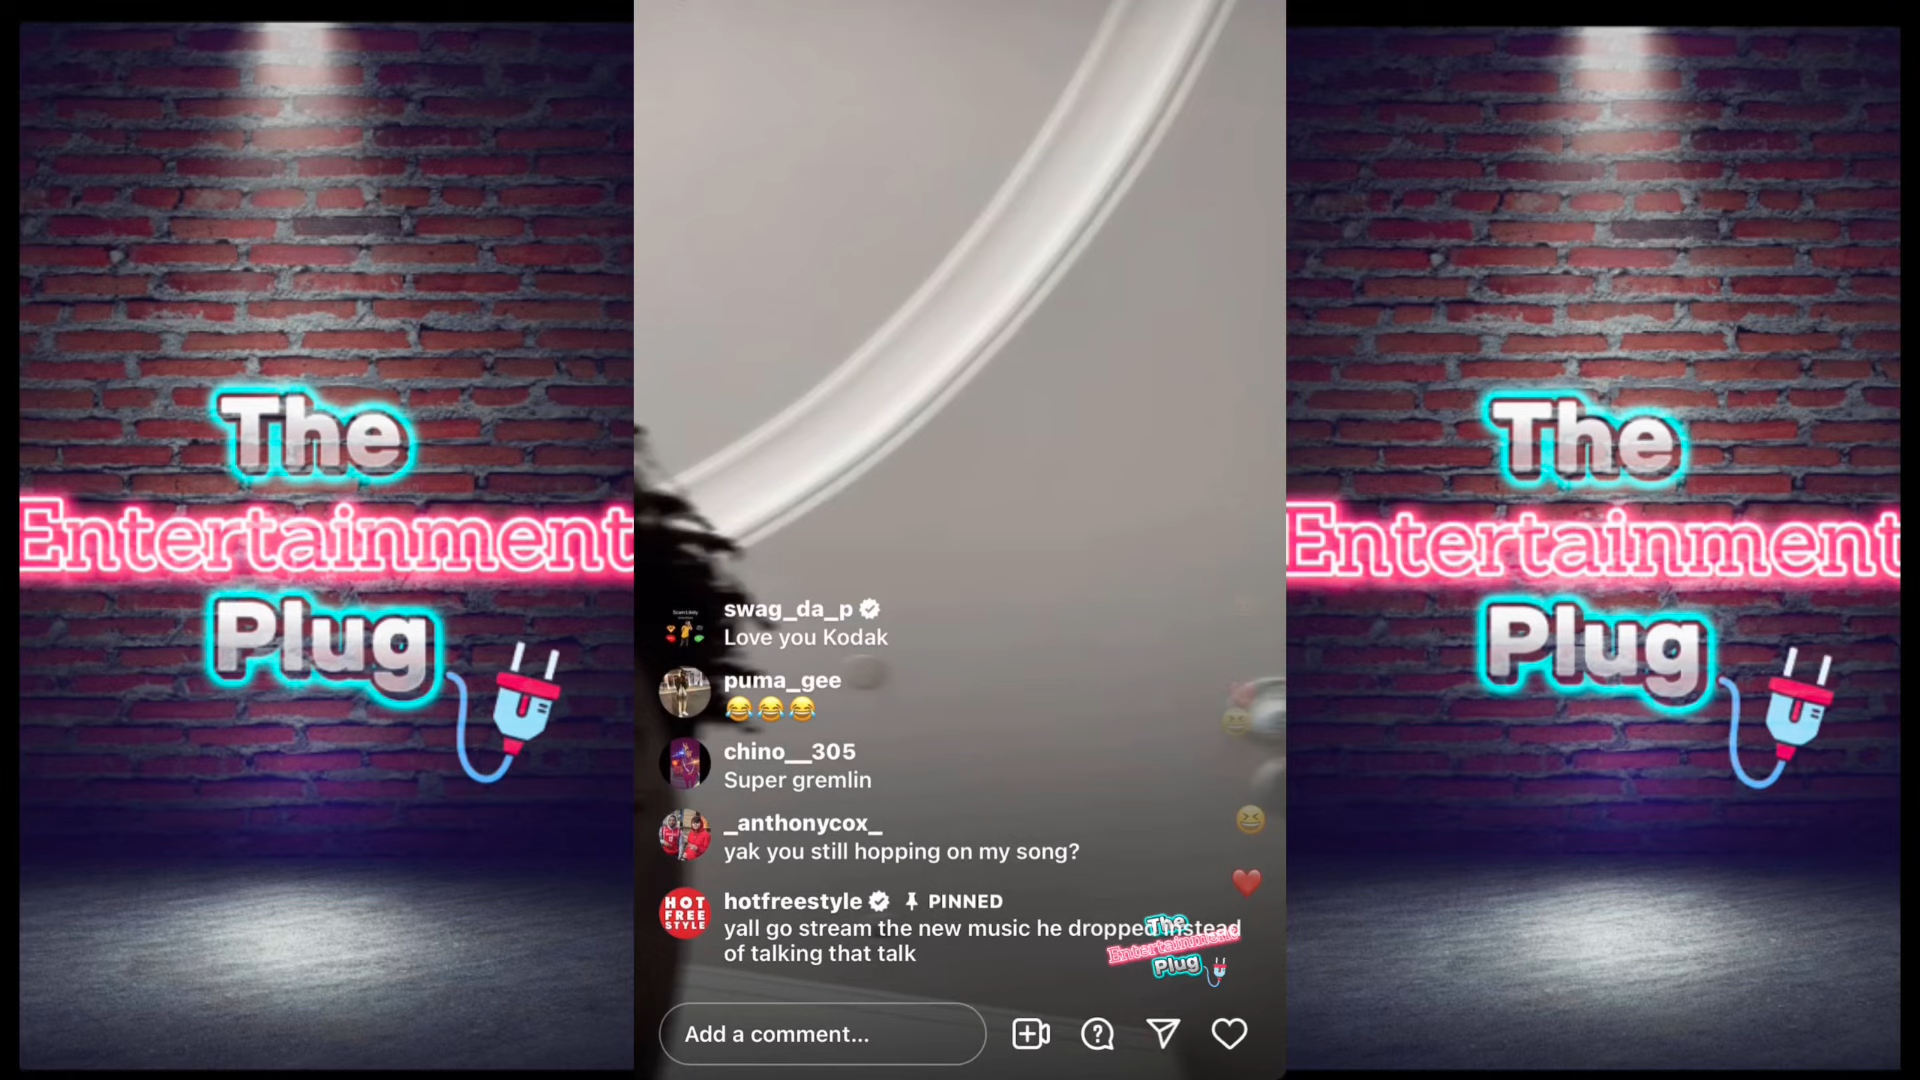 The
Entertainment
Plug
swag_da_p
Love you Kodak
puma_gee
😂😂😂
chino__305
Super gremlin
_anthonycox_
yak you still hopping on my song?
HOT
FREE
STYLE
hotfreestyle PINNED
yall go stream the new music he dropped instead
of talking that talk
The
Entertainment
Plug
Add a comment...
The
Entertainment
Plug